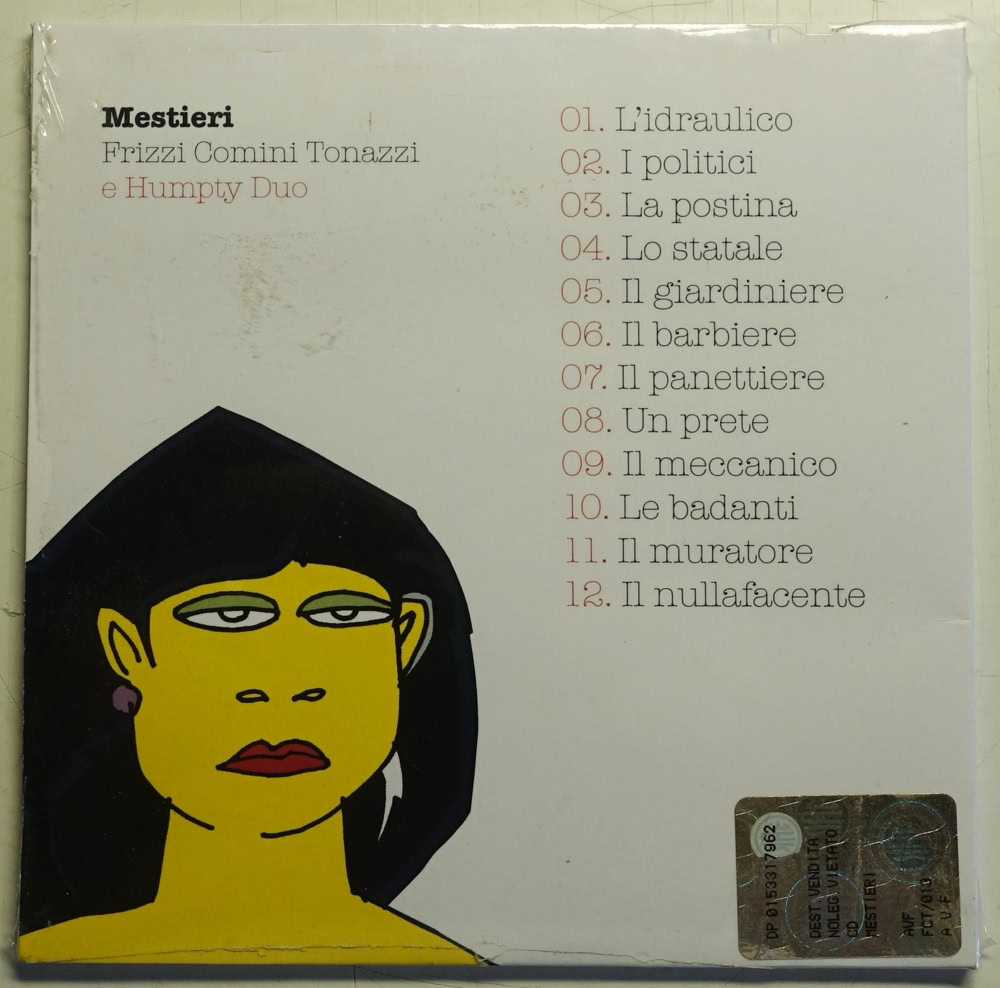 Mestieri
Frizzi Comini Tonazzi
e Humpty Duo
01. L'idraulico
02. I politici
03. La postina
04. Lo statale
05. Il giardiniere
06. Il barbiere
07. Il panettiere
08. Un prete
09. Il meccanico
10. Le badanti
11. Il muratore
12. Il nullafacente
DP 0153317962
DEST.VENDITA
NOLEG.VIETATO
CD
MESTIERI
AVF
FCT/010
A V F